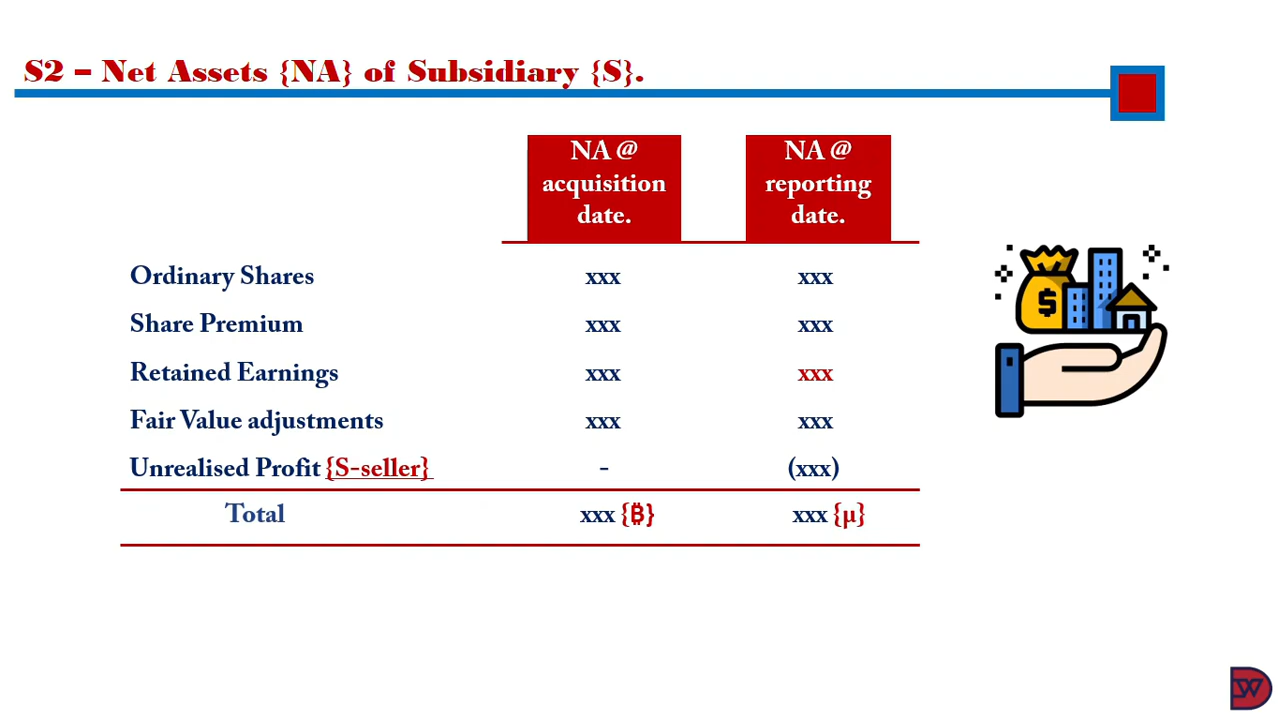 S2 – Net Assets {NA} of Subsidiary {S}.
NA @ acquisition date.
NA @ reporting date.
Ordinary Shares xxx xxx
Share Premium xxx xxx
Retained Earnings xxx xxx
Fair Value adjustments xxx xxx
Unrealised Profit {S-seller} - (xxx)
Total xxx {₿} xxx {μ}
$
DW